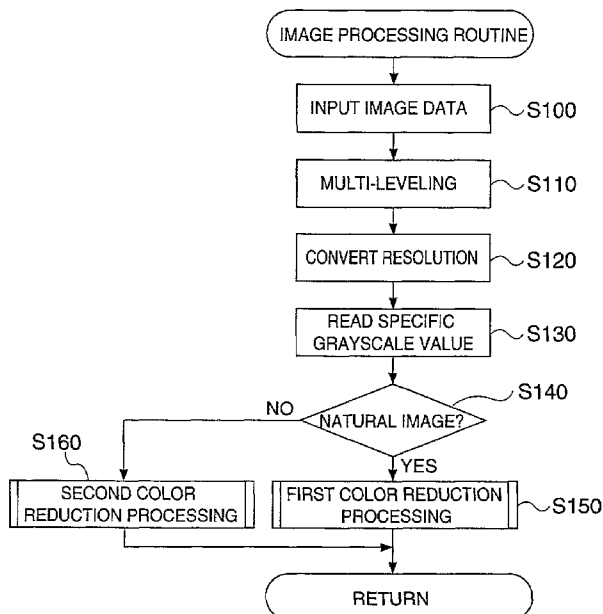 IMAGE PROCESSING ROUTINE
INPUT IMAGE DATA
S100
MULTI-LEVELING
S110
CONVERT RESOLUTION
S120
READ SPECIFIC
GRAYSCALE VALUE
S130
S140
NATURAL IMAGE?
NO
YES
S160
SECOND COLOR
REDUCTION PROCESSING
FIRST COLOR REDUCTION
PROCESSING
S150
RETURN